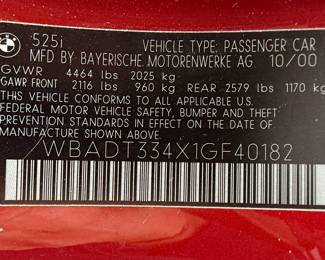 525i VEHICLE TYPE: PASSENGER CAR
MFD BY BAYERISCHE MOTORENWERKE AG 10/00
GVWR 4464 lbs 2025 kg
GAWR FRONT 2116 lbs 960 kg REAR 2579 lbs 1170 kg
THIS VEHICLE CONFORMS TO ALL APPLICABLE
FEDERAL MOTOR VEHICLE SAFETY, BUMPER AND THEFT
PREVENTION STANDARDS IN EFFECT ON THE DATE OF
MANUFACTURE SHOWN ABOVE
WBADT334X1GF40182